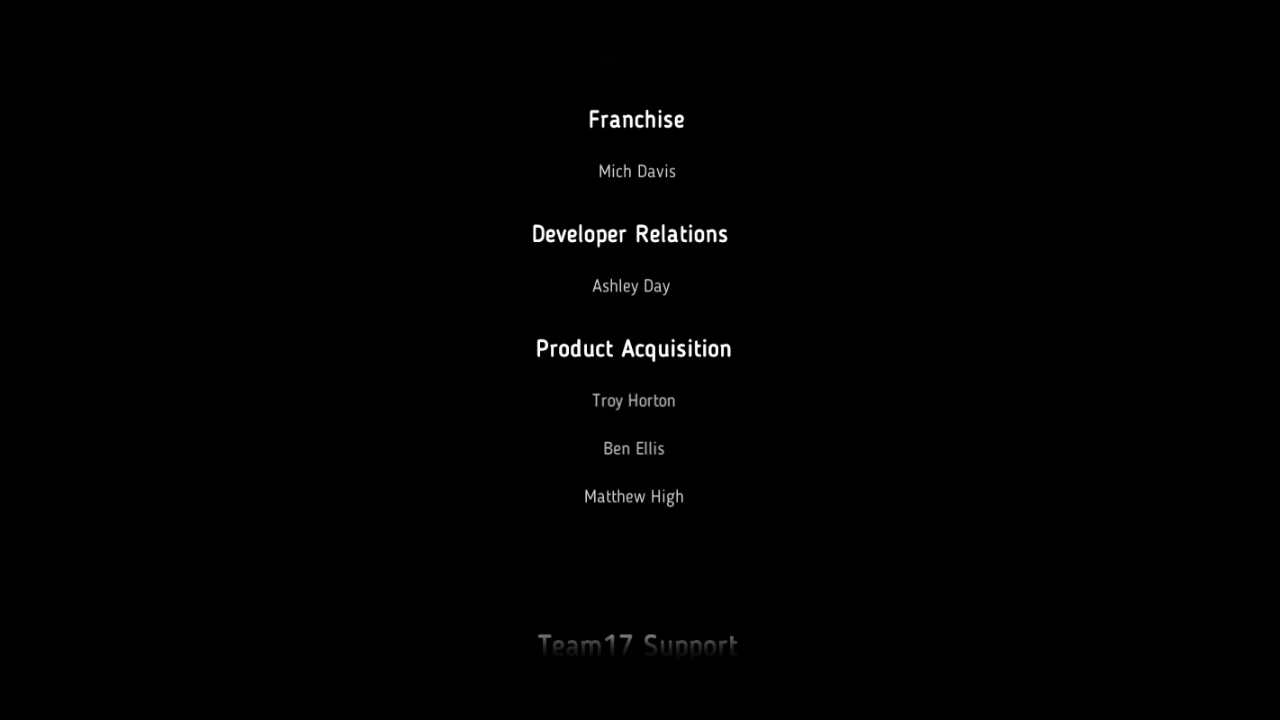 Franchise
Mich Davis
Developer Relations
Ashley Day
Product Acquisition
Troy Horton
Ben Ellis
Matthew High
Team17 Support